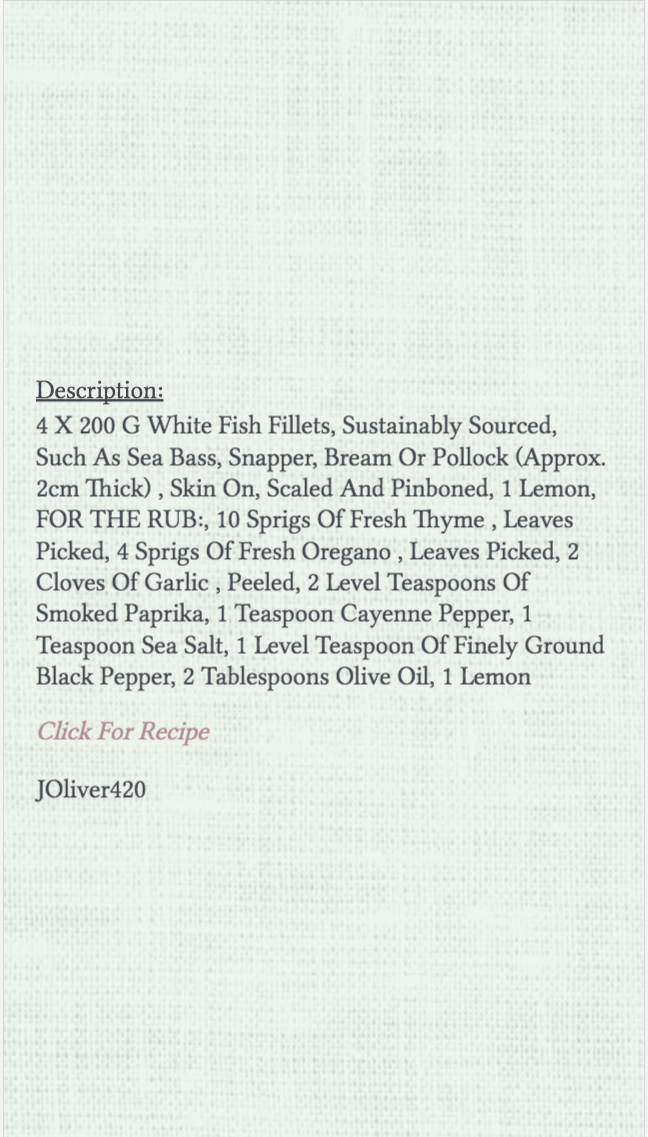 Description:
4 X 200 G White Fish Fillets, Sustainably Sourced,
Such As Sea Bass, Snapper, Bream Or Pollock (Approx.
2cm Thick) , Skin On, Scaled And Pinboned, 1 Lemon,
FOR THE RUB:, 10 Sprigs Of Fresh Thyme , Leaves
Picked, 4 Sprigs Of Fresh Oregano , Leaves Picked, 2
Cloves Of Garlic , Peeled, 2 Level Teaspoons Of
Smoked Paprika, 1 Teaspoon Cayenne Pepper, 1
Teaspoon Sea Salt, 1 Level Teaspoon Of Finely Ground
Black Pepper, 2 Tablespoons Olive Oil, 1 Lemon
Click For Recipe
JOliver420